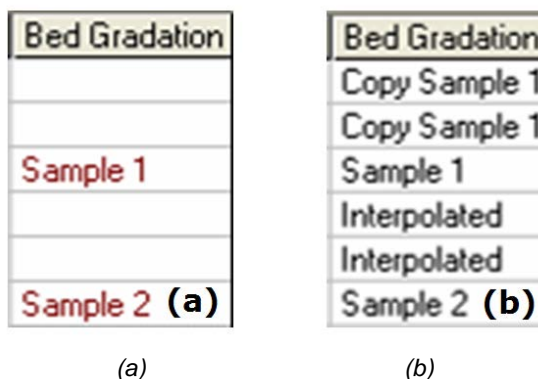 Bed Gradation
Sample 1
Sample 2 (a)
Bed Gradation
Copy Sample 1
Copy Sample 1
Sample 1
Interpolated
Interpolated
Sample 2 (b)
(a)
(b)